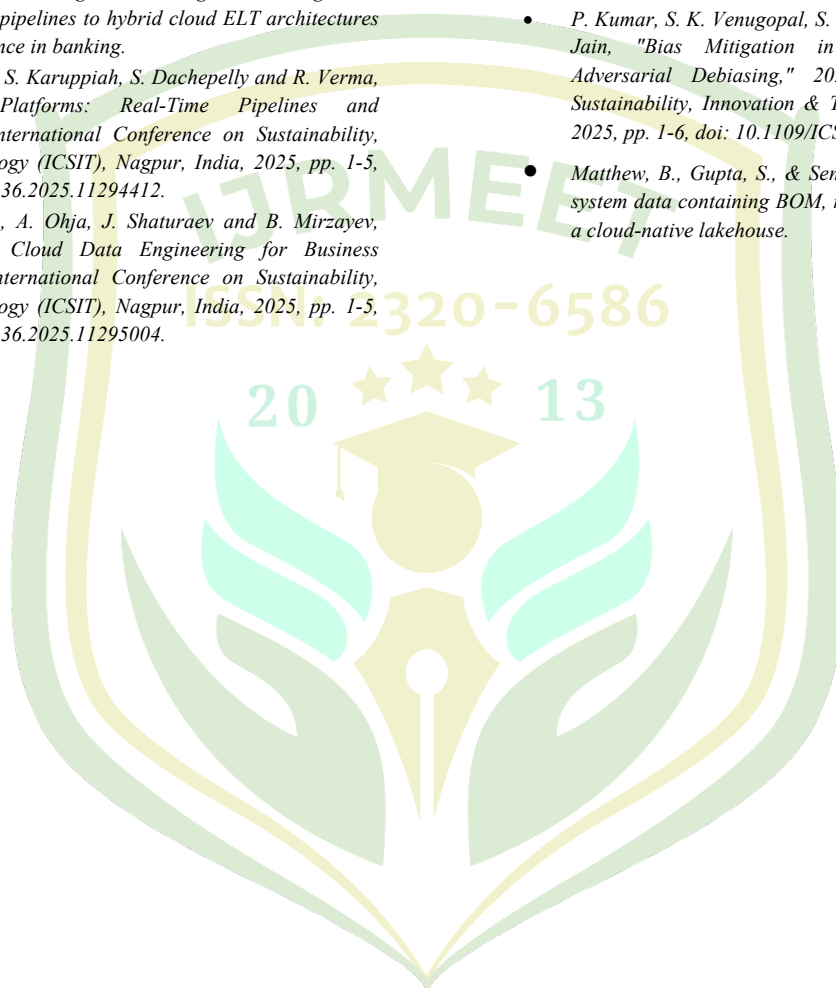 pipelines to hybrid cloud ELT architectures
nce in banking.
S. Karuppiah, S. Dachepelly and R. Verma,
Platforms: Real-Time Pipelines and
nternational Conference on Sustainability,
ogy (ICSIT), Nagpur, India, 2025, pp. 1-5,
36.2025.11294412.
, A. Ohja, J. Shaturaev and B. Mirzayev,
Cloud Data Engineering for Business
nternational Conference on Sustainability,
ogy (ICSIT), Nagpur, India, 2025, pp. 1-5,
36.2025.11295004.
• P. Kumar, S. K. Venugopal, S.
Jain, "Bias Mitigation in
Adversarial Debiasing," 20
Sustainability, Innovation & T
2025, pp. 1-6, doi: 10.1109/ICS
• Matthew, B., Gupta, S., & Sen
system data containing BOM, r
a cloud-native lakehouse.
IJRMEET
ISSN: 2320-6586
20 13